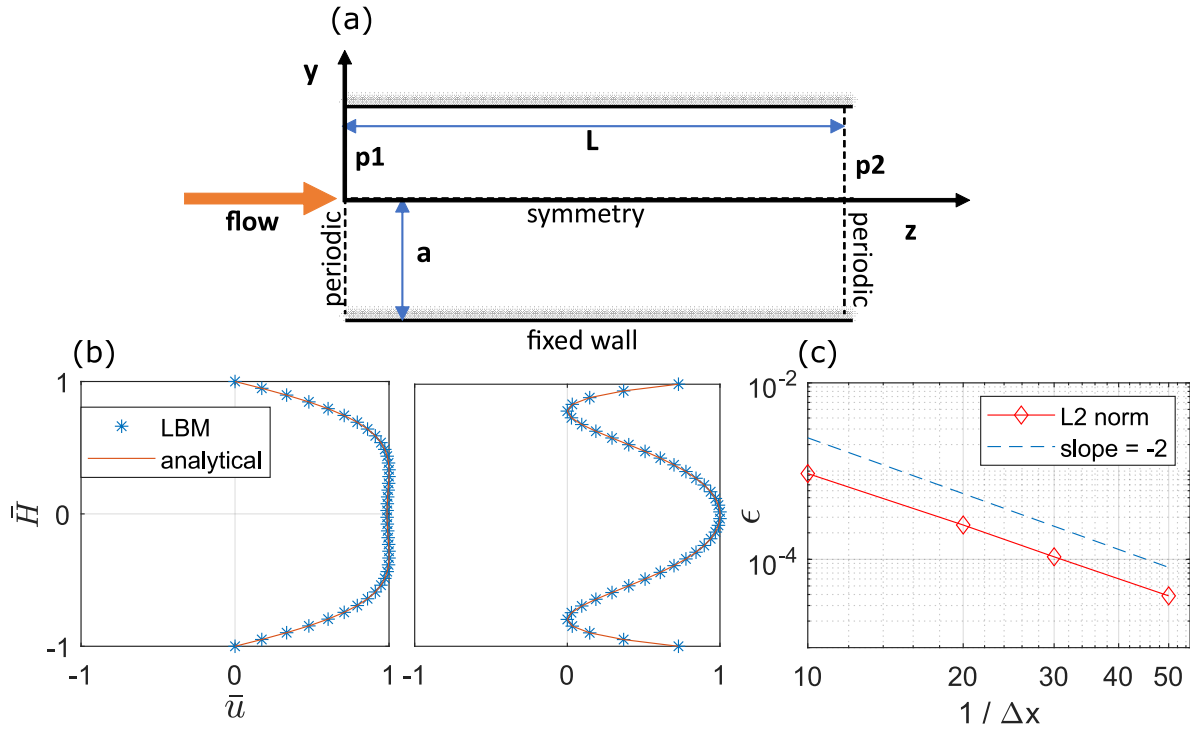 (a)
y
L
p1
p2
flow
symmetry
z
periodic
a
periodic
fixed wall
(b)
(c)
1
LBM
analytical
H̄
0
-1
-1
0
1
ū
-1
0
1
10⁻²
L2 norm
slope = -2
ϵ
10⁻⁴
10
20
30
50
1 / Δx